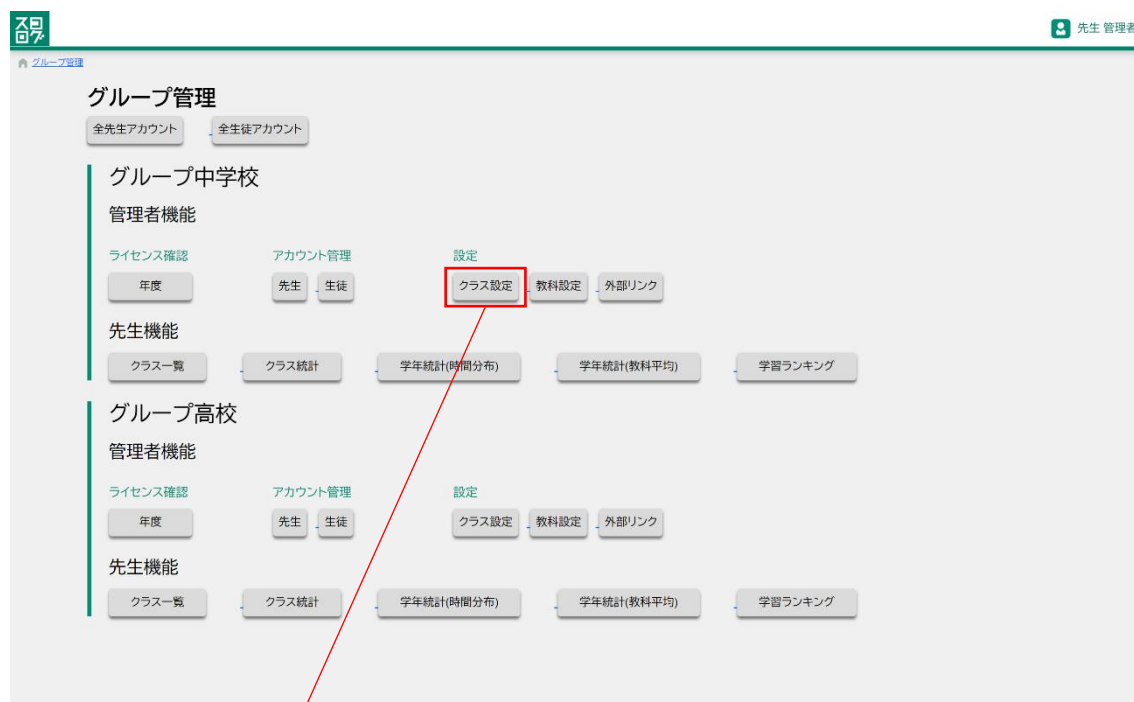 スコログ
先生 管理者
グループ管理
グループ管理
全先生アカウント 全生徒アカウント
グループ中学校
管理者機能
ライセンス確認 アカウント管理 設定
年度 先生 生徒 クラス設定 教科設定 外部リンク
先生機能
クラス一覧 クラス統計 学年統計(時間分布) 学年統計(教科平均) 学習ランキング
グループ高校
管理者機能
ライセンス確認 アカウント管理 設定
年度 先生 生徒 クラス設定 教科設定 外部リンク
先生機能
クラス一覧 クラス統計 学年統計(時間分布) 学年統計(教科平均) 学習ランキング